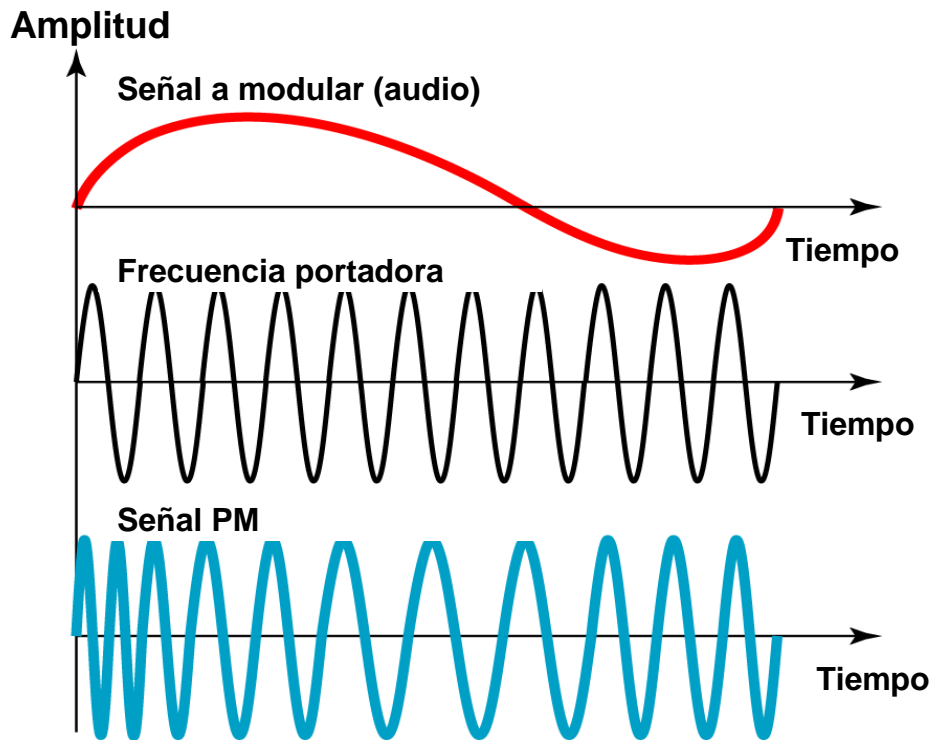 Amplitud
Señal a modular (audio)
Tiempo
Frecuencia portadora
Tiempo
Señal PM
Tiempo